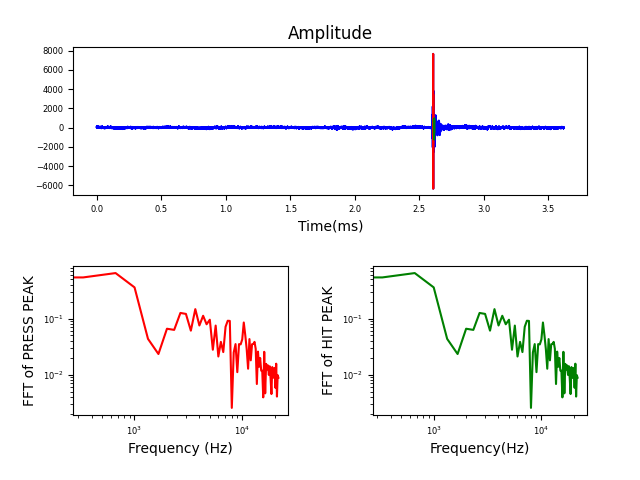 Amplitude
8000
6000
4000
2000
0
−2000
−4000
−6000
0.0 0.5 1.0 1.5 2.0 2.5 3.0 3.5
Time(ms)
FFT of PRESS PEAK
10⁻¹
10⁻²
10³ 10⁴
Frequency (Hz)
FFT of HIT PEAK
10⁻¹
10⁻²
10³ 10⁴
Frequency(Hz)